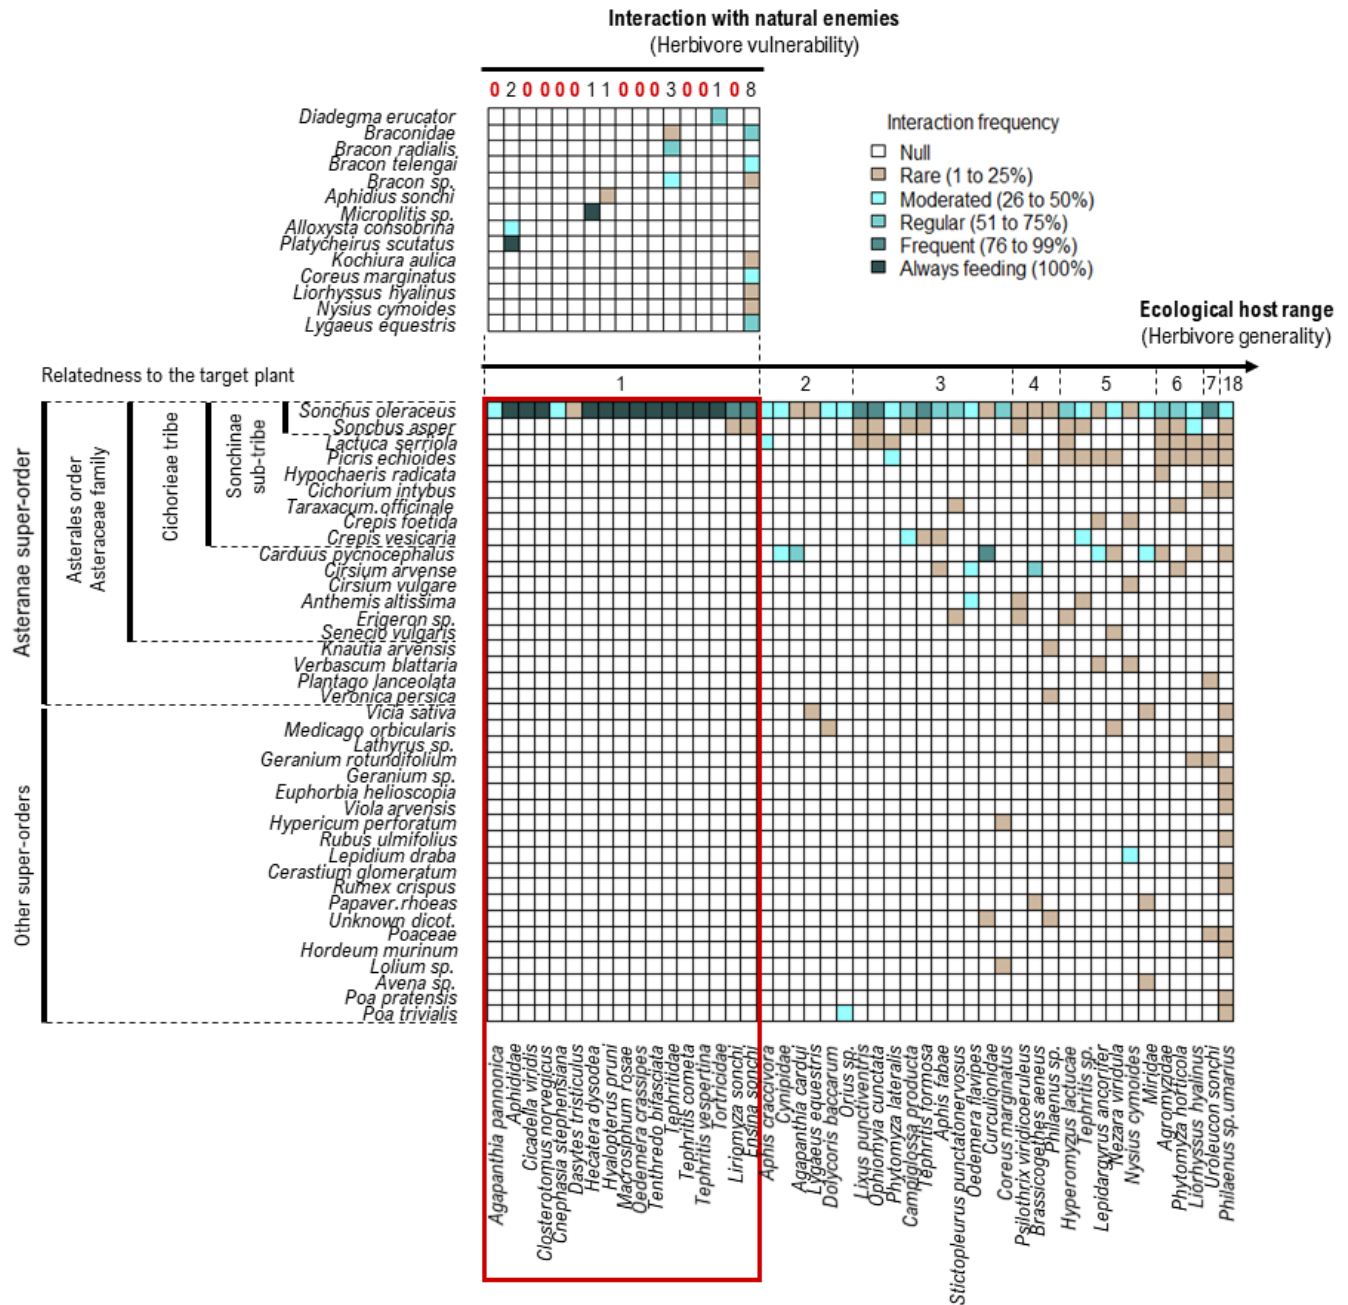 Interaction with natural enemies
(Herbivore vulnerability)
0 2 0 0 0 0 1 1 0 0 0 3 0 0 1 0 8
Diadegma erucator
Braconidae
Bracon radialis
Bracon telengai
Bracon sp.
Aphidius sonchi
Microplitis sp.
Alloxysta consobrina
Platycheirus scutatus
Kochiura aulica
Coreus marginatus
Liorhyssus hyalinus
Nysius cymoides
Lygaeus equestris
Interaction frequency
Null
Rare (1 to 25%)
Moderated (26 to 50%)
Regular (51 to 75%)
Frequent (76 to 99%)
Always feeding (100%)
Ecological host range
(Herbivore generality)
Relatedness to the target plant
1 2 3 4 5 6 7 18
Asteranae super-order
Asterales order
Asteraceae family
Cichorieae tribe
Sonchinae
sub-tribe
Other super-orders
Sonchus oleraceus
Sonchus asper
Lactuca serriola
Picris echioides
Hypochaeris radicata
Cichorium intybus
Taraxacum.officinale
Crepis foetida
Crepis vesicaria
Carduus pycnocephalus
Cirsium arvense
Cirsium vulgare
Anthemis altissima
Erigeron sp.
Senecio vulgaris
Knautia arvensis
Verbascum blattaria
Plantago lanceolata
Veronica persica
Vicia sativa
Medicago orbicularis
Lathyrus sp.
Geranium rotundifolium
Geranium sp.
Euphorbia helioscopia
Viola arvensis
Hypericum perforatum
Rubus ulmifolius
Lepidium draba
Cerastium glomeratum
Rumex crispus
Papaver.rhoeas
Unknown dicot.
Poaceae
Hordeum murinum
Lolium sp.
Avena sp.
Poa pratensis
Poa trivialis
Agapanthia pannonica
Aphididae
Cicadella viridis
Closterotomus norvegicus
Cnephasia stephensiana
Dasytes tristiculus
Hecatera dysodea
Hyalopterus pruni
Macrosiphum rosae
Oedemera crassipes
Tenthredo bifasciata
Tephritidae
Tephritis cometa
Tephritis vespertina
Tortricidae
Liriomyza sonchi
Ensina sonchi
Aphis craccivora
Cynipidae
Agapanthia cardui
Lygaeus equestris
Dolycoris baccarum
Orius sp.
Lixus punctiventris
Ophiomyia cunctata
Phytomyza lateralis
Campiglossa producta
Tephritis formosa
Aphis fabae
Stictopleurus punctatonervosus
Oedemera flavipes
Curculionidae
Coreus marginatus
Psilothrix viridicoeruleus
Brassicogethes aeneus
Philaenus sp.
Hyperomyzus lactucae
Tephritis sp.
Lepidargyrus ancorifer
Nezara viridula
Nysius cymoides
Miridae
Agromyzidae
Phytomyza horticola
Liorhyssus hyalinus
Uroleucon sonchi
Philaenus sp.umarius